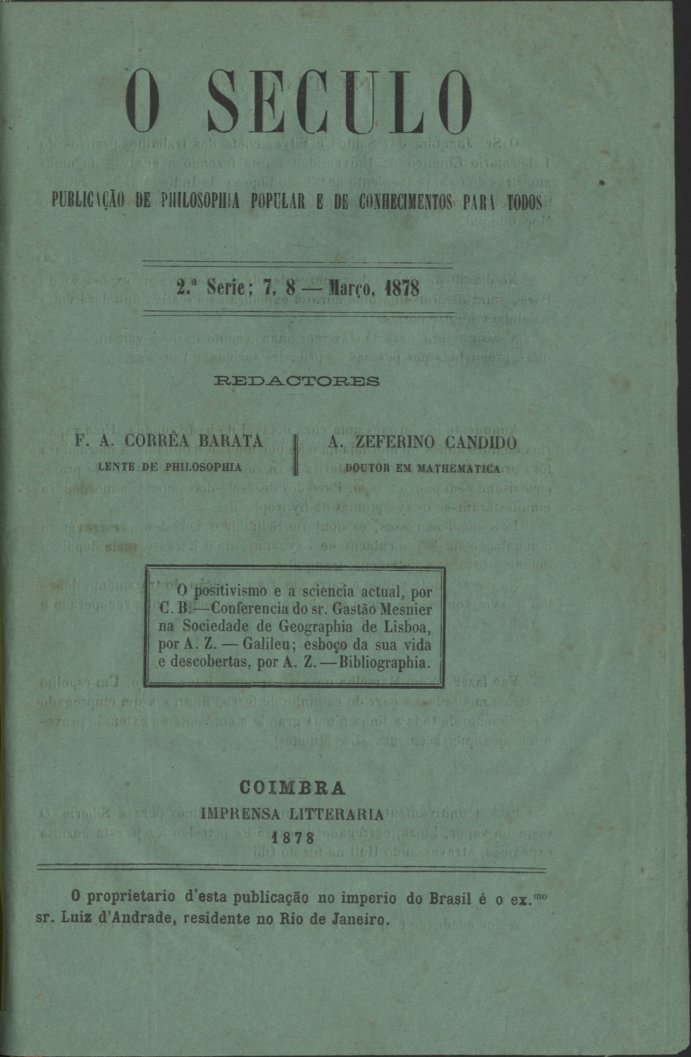 O SECULO
PUBLICAÇÃO DE PHILOSOPHIA POPULAR E DE CONHECIMENTOS PARA TODOS
2.ª Serie; 7, 8 — Março, 1878
REDACTORES
F. A. CORRÊA BARATA
LENTE DE PHILOSOPHIA
A. ZEFERINO CANDIDO
DOUTOR EM MATHEMATICA
O positivismo e a sciencia actual, por
C. B.—Conferencia do sr. Gastão Mesnier
na Sociedade de Geographia de Lisboa,
por A. Z. — Galileu; esboço da sua vida
e descobertas, por A. Z. — Bibliographia.
COIMBRA
IMPRENSA LITTERARIA
1878
O proprietario d'esta publicação no imperio do Brasil é o ex.mo
sr. Luiz d'Andrade, residente no Rio de Janeiro.